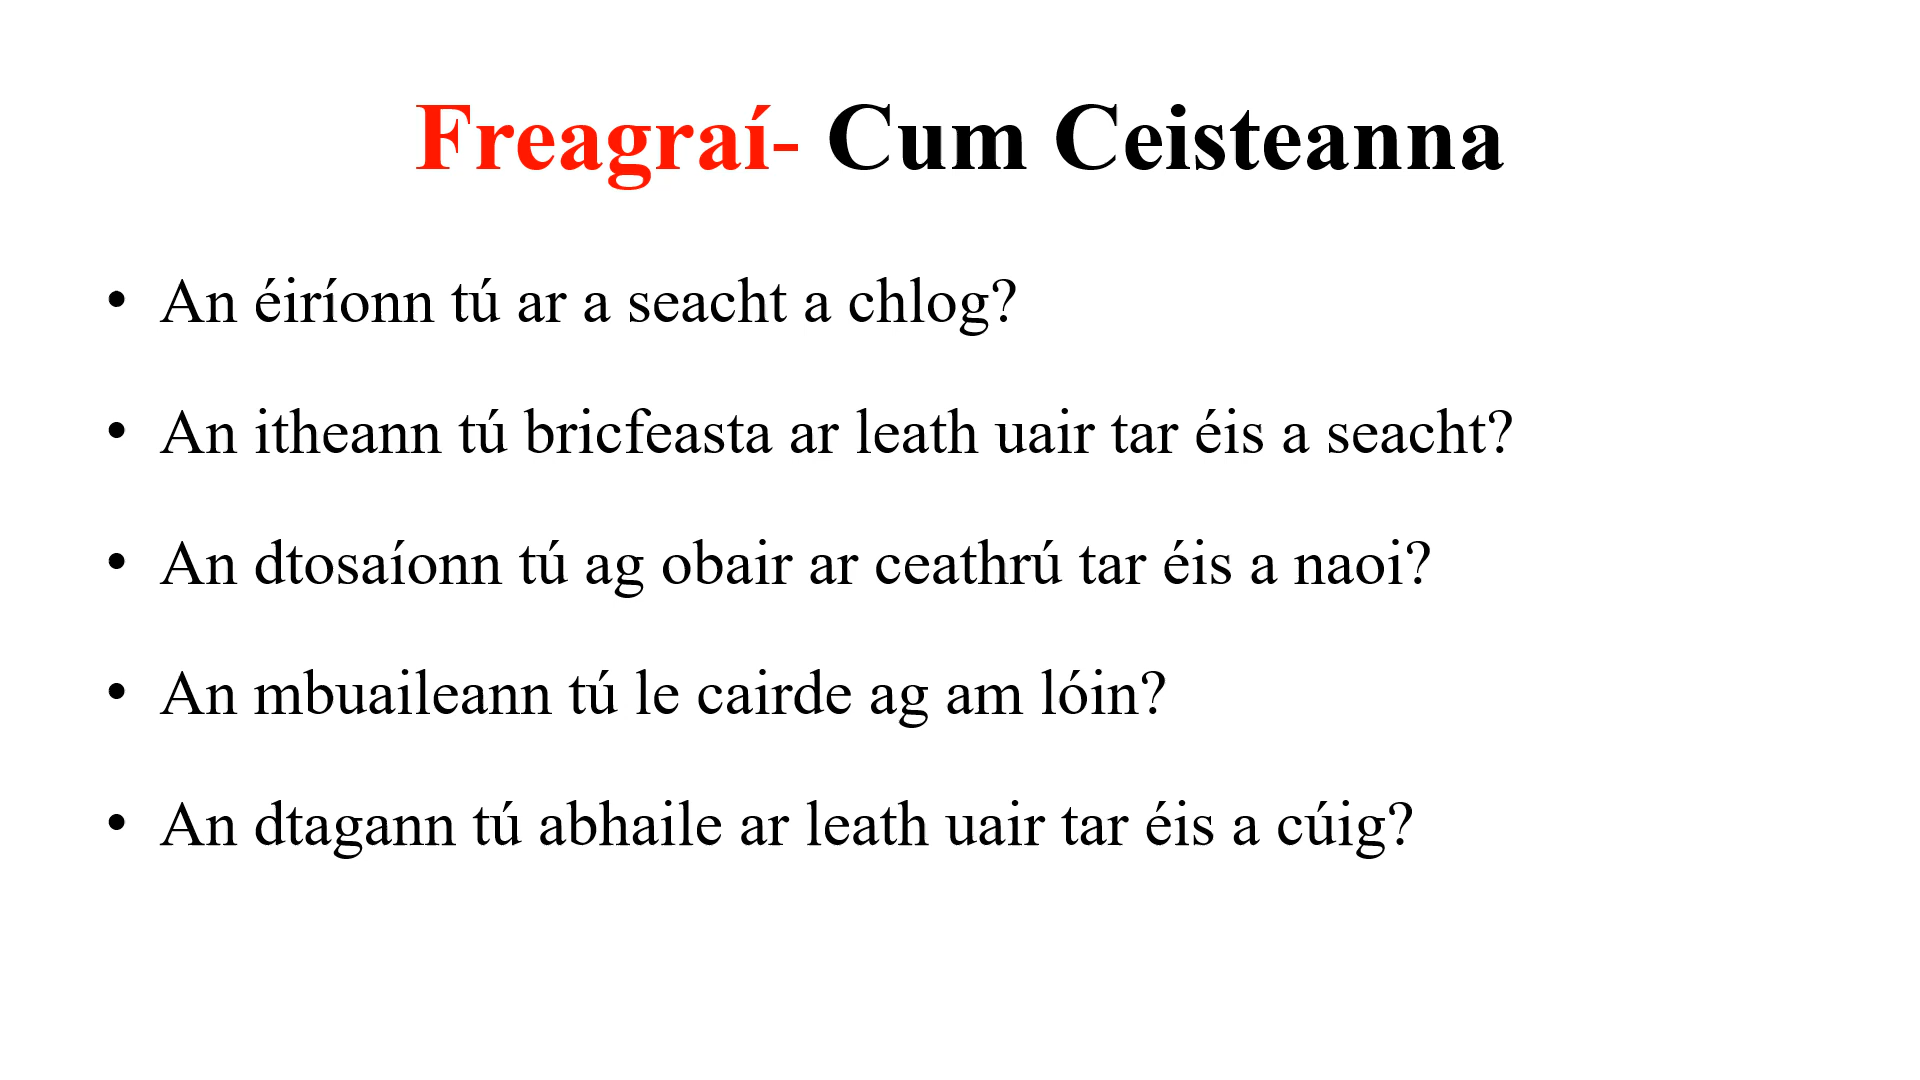 Freagraí- Cum Ceisteanna
• An éiríonn tú ar a seacht a chlog?
• An itheann tú bricfeasta ar leath uair tar éis a seacht?
• An dtosaíonn tú ag obair ar ceathrú tar éis a naoi?
• An mbuaileann tú le cairde ag am lóin?
• An dtagann tú abhaile ar leath uair tar éis a cúig?